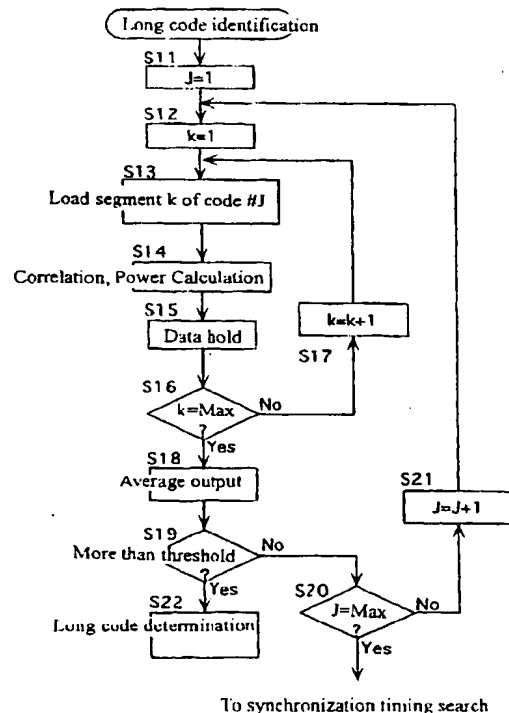 Long code identification
S11
J=1
S12
k=1
S13
Load segment k of code #J
S14
Correlation, Power Calculation
S15
Data hold
k=k+1
S17
S16
k=Max
?
No
Yes
S18
Average output
S21
J=J+1
S19
More than threshold
?
No
Yes
S20
J=Max
?
No
Yes
S22
Long code determination
To synchronization timing search